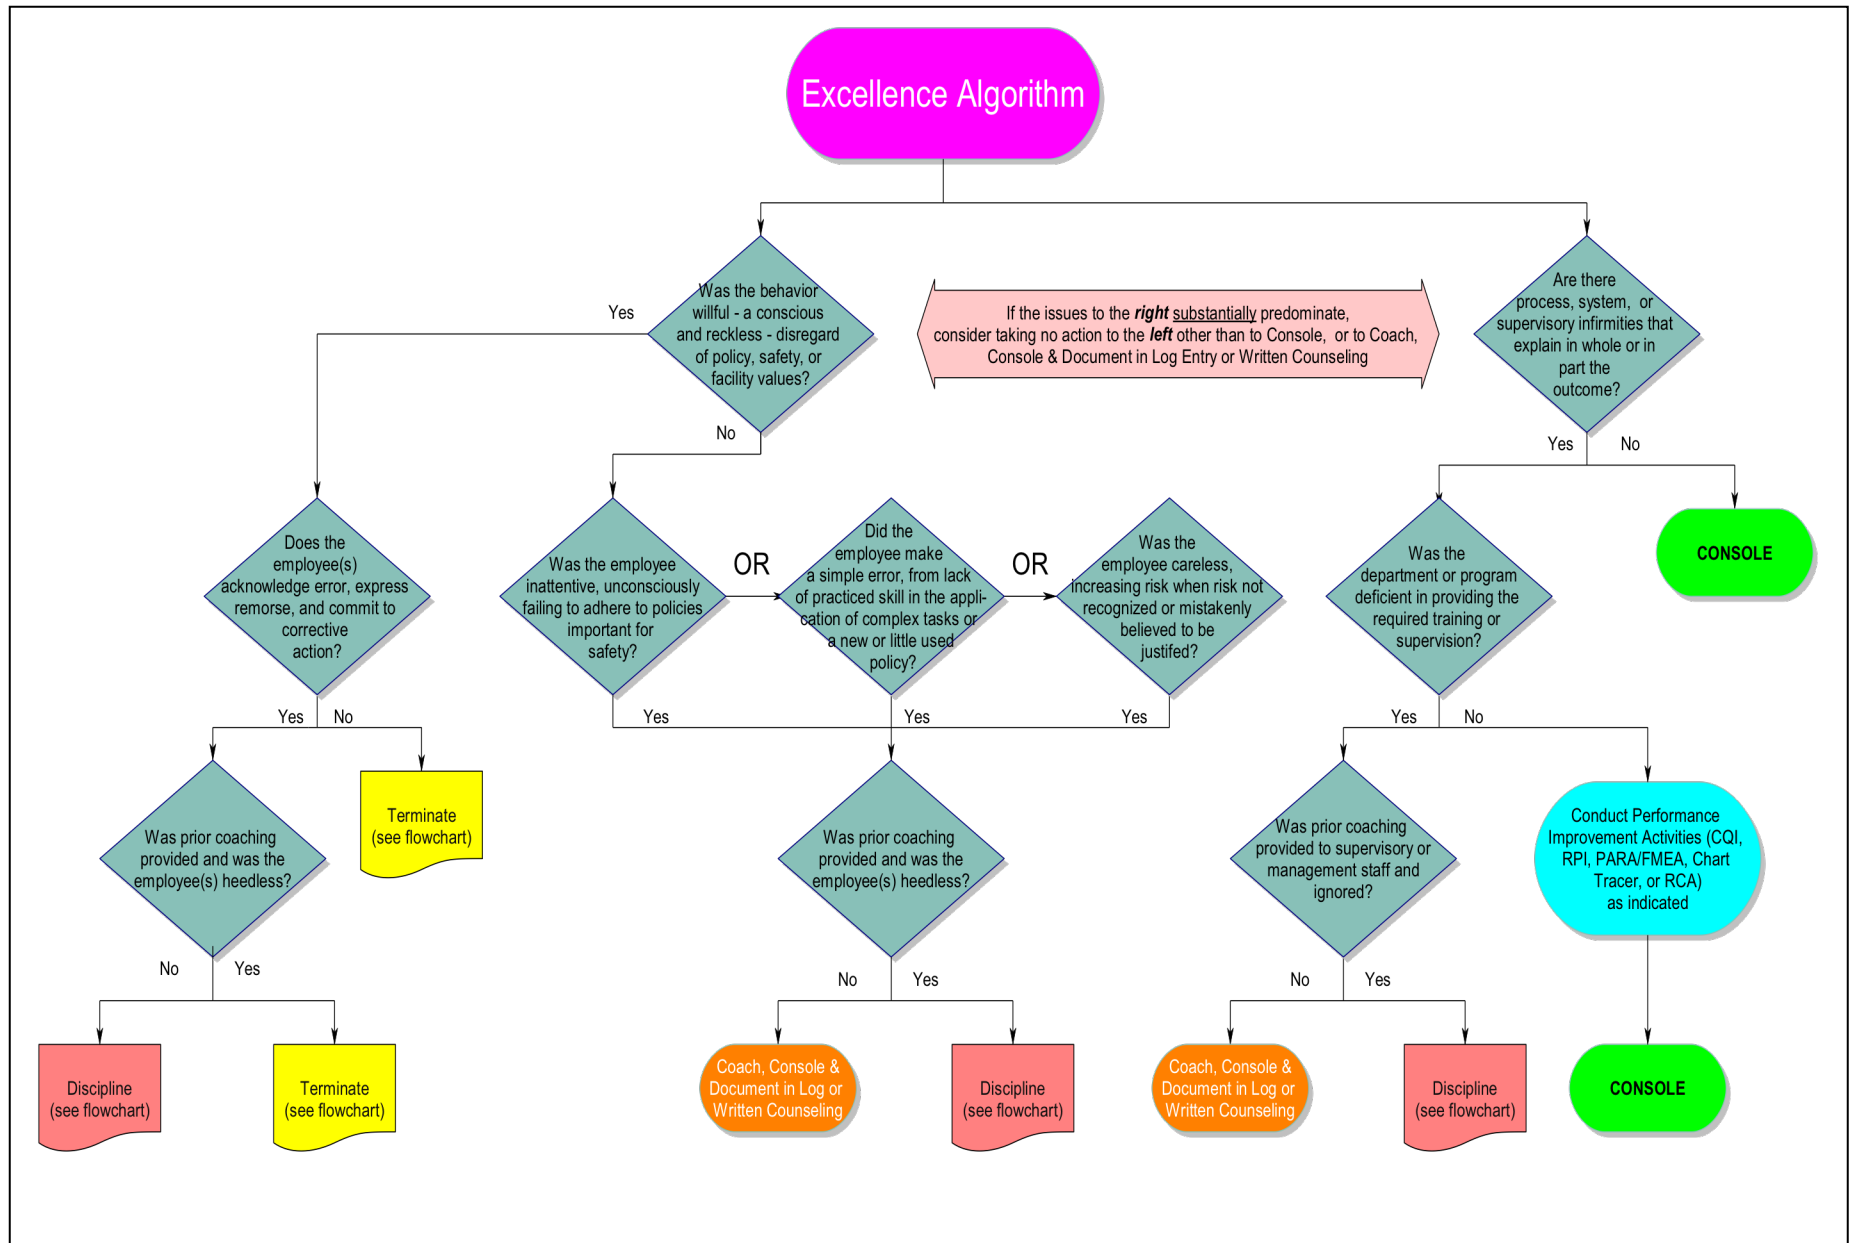 Excellence Algorithm
Was the behavior
willful - a conscious
and reckless - disregard
of policy, safety, or
facility values?
Yes
No
If the issues to the right substantially predominate,
consider taking no action to the left other than to Console, or to Coach,
Console & Document in Log Entry or Written Counseling
Are there
process, system, or
supervisory infirmities that
explain in whole or in
part the
outcome?
Yes
No
Does the
employee(s)
acknowledge error, express
remorse, and commit to
corrective
action?
Yes
No
Was the employee
inattentive, unconsciously
failing to adhere to policies
important for
safety?
Yes
OR
Did the
employee make
a simple error, from lack
of practiced skill in the appli-
cation of complex tasks or
a new or little used
policy?
Yes
OR
Was the
employee careless,
increasing risk when risk not
recognized or mistakenly
believed to be
justifed?
Yes
Was the
department or program
deficient in providing the
required training or
supervision?
Yes
No
CONSOLE
Was prior coaching
provided and was the
employee(s) heedless?
No
Yes
Terminate
(see flowchart)
Was prior coaching
provided and was the
employee(s) heedless?
No
Yes
Was prior coaching
provided to supervisory or
management staff and
ignored?
No
Yes
Conduct Performance
Improvement Activities (CQI,
RPI, PARA/FMEA, Chart
Tracer, or RCA)
as indicated
Discipline
(see flowchart)
Terminate
(see flowchart)
Coach, Console &
Document in Log or
Written Counseling
Discipline
(see flowchart)
Coach, Console &
Document in Log or
Written Counseling
Discipline
(see flowchart)
CONSOLE